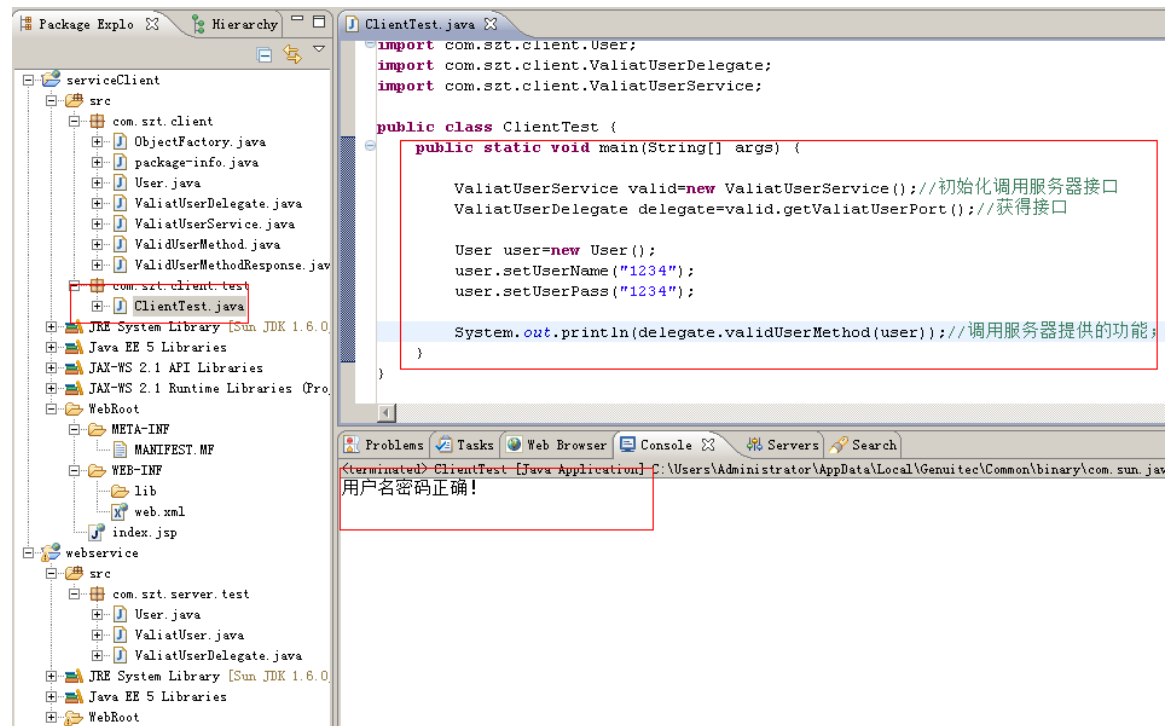 Package Explo
Hierarchy
serviceClient
src
com.szt.client
ObjectFactory.java
package-info.java
User.java
ValiatUserDelegate.java
ValiatUserService.java
ValidUserMethod.java
ValidUserMethodResponse.jav
com.szt.client.test
ClientTest.java
JRE System Library [Sun JDK 1.6.0_
Java EE 5 Libraries
JAX-WS 2.1 API Libraries
JAX-WS 2.1 Runtime Libraries (Pro
WebRoot
META-INF
MANIFEST.MF
WEB-INF
lib
web.xml
index.jsp
webservice
src
com.szt.server.test
User.java
ValiatUser.java
ValiatUserDelegate.java
JRE System Library [Sun JDK 1.6.0_
Java EE 5 Libraries
WebRoot
ClientTest.java
import com.szt.client.User;
import com.szt.client.ValiatUserDelegate;
import com.szt.client.ValiatUserService;
public class ClientTest {
public static void main(String[] args) {
ValiatUserService valid=new ValiatUserService();//初始化调用服务器接口
ValiatUserDelegate delegate=valid.getValiatUserPort();//获得接口
User user=new User();
user.setUserName("1234");
user.setUserPass("1234");
System.out.println(delegate.validUserMethod(user));//调用服务器提供的功能;
}
}
Problems Tasks Web Browser Console Servers Search
<terminated> ClientTest [Java Application] C:\Users\Administrator\AppData\Local\Genuitec\Common\binary\com.sun.jav
用户名密码正确!